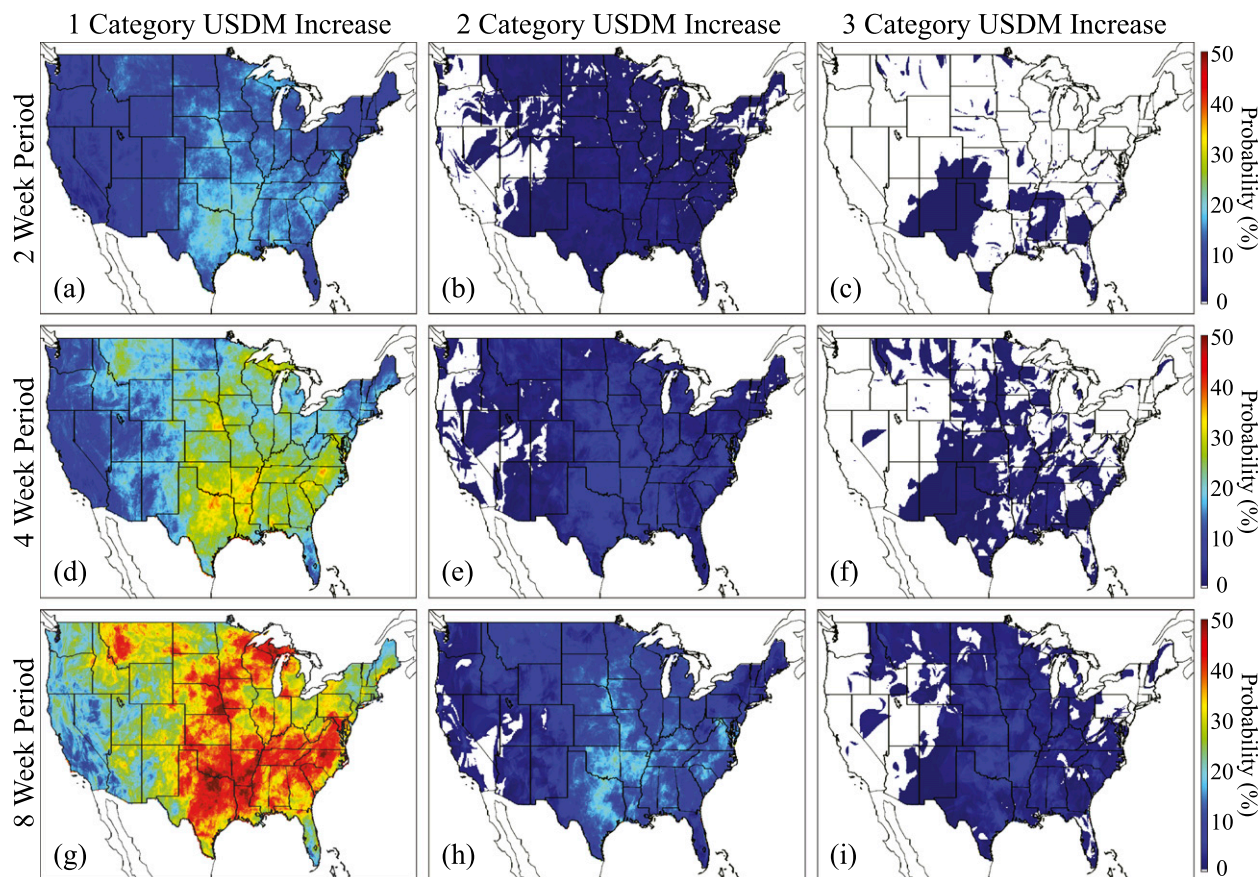 1 Category USDM Increase
2 Category USDM Increase
3 Category USDM Increase
2 Week Period
(a)
(b)
(c)
50
40
30
20
10
0
Probability (%)
4 Week Period
(d)
(e)
(f)
50
40
30
20
10
0
Probability (%)
8 Week Period
(g)
(h)
(i)
50
40
30
20
10
0
Probability (%)